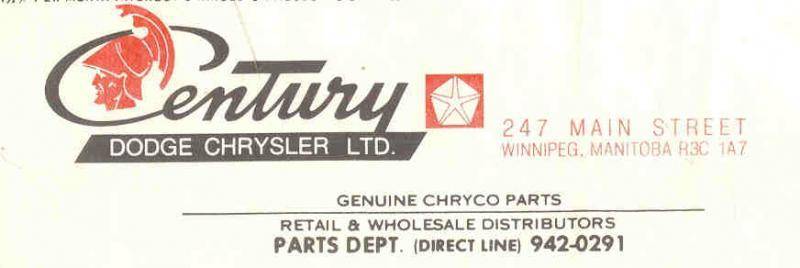 Century
DODGE CHRYSLER LTD.
247 MAIN STREET
WINNIPEG, MANITOBA R3C 1A7
GENUINE CHRYCO PARTS
RETAIL & WHOLESALE DISTRIBUTORS
PARTS DEPT. (DIRECT LINE) 942-0291